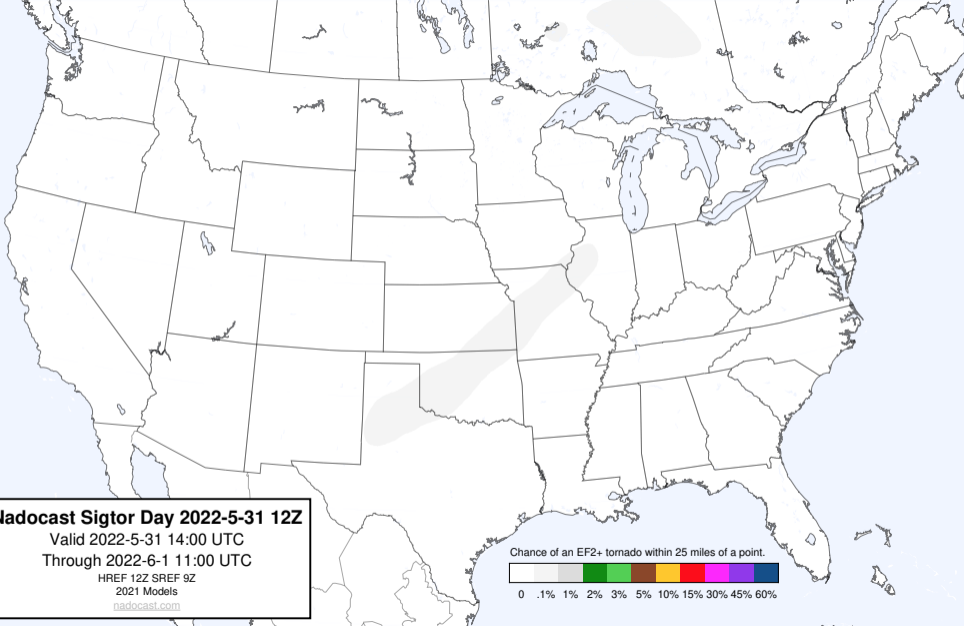 Nadocast Sigtor Day 2022-5-31 12Z
Valid 2022-5-31 14:00 UTC
Through 2022-6-1 11:00 UTC
HREF 12Z SREF 9Z
2021 Models
nadocast.com
Chance of an EF2+ tornado within 25 miles of a point.
0 .1% 1% 2% 3% 5% 10% 15% 30% 45% 60%